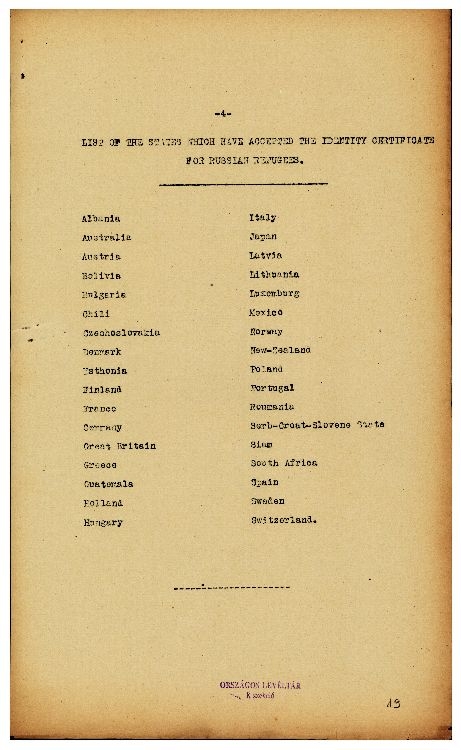 -4-
LIST OF THE STATES WHICH HAVE ACCEPTED THE IDENTITY CERTIFICATE
FOR RUSSIAN REFUGEES.
Albania
Australia
Austria
Bolivia
Bulgaria
Chili
Czechoslovakia
Denmark
Esthonia
Finland
France
Germany
Great Britain
Greece
Guatemala
Holland
Hungary
Italy
Japan
Latvia
Lithuania
Luxemburg
Mexico
Norway
New-Zealand
Poland
Portugal
Roumania
Serb-Croat-Slovene State
Siam
South Africa
Spain
Sweden
Switzerland.
ORSZÁGOS LEVÉLTÁR
K szekció
19